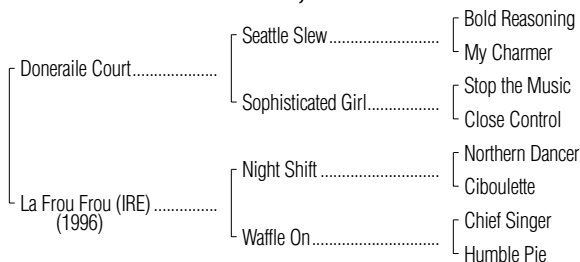 Bold Reasoning
Seattle Slew
My Charmer
Doneraile Court
Stop the Music
Sophisticated Girl
Close Control
Northern Dancer
Night Shift
Ciboulette
La Frou Frou (IRE)
(1996)
Chief Singer
Waffle On
Humble Pie